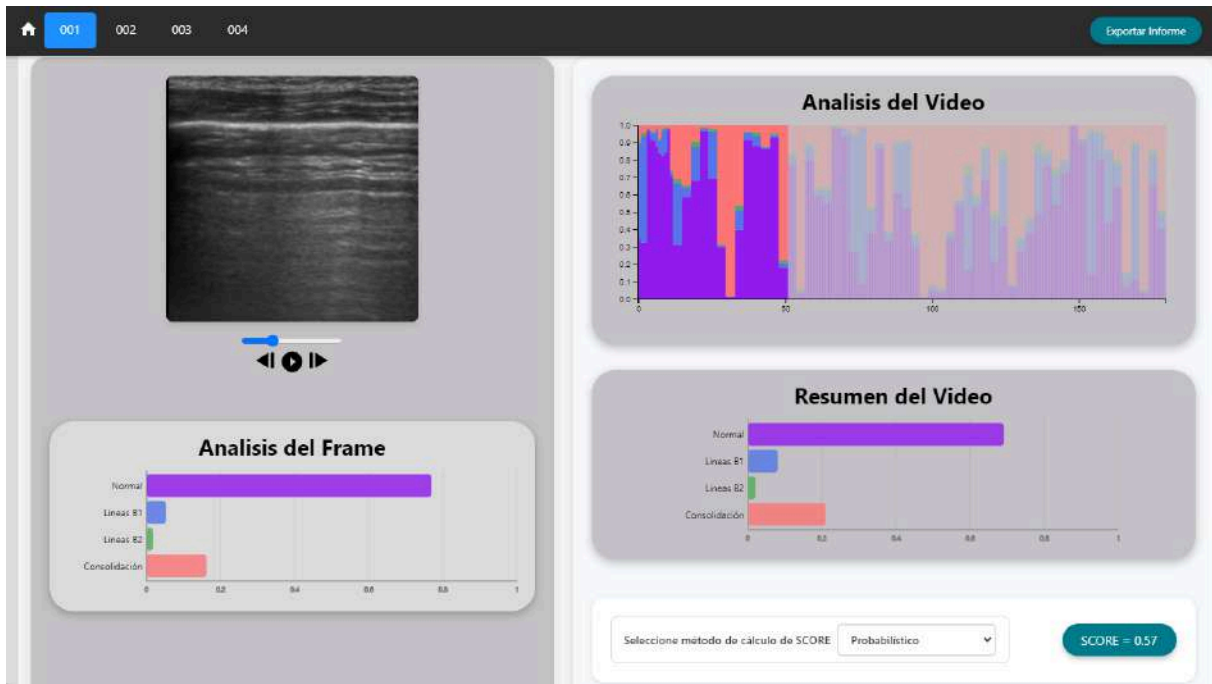 001 002 003 004 Exportar Informe
Analisis del Video
1.0
0.9
0.8
0.7
0.6
0.5
0.4
0.3
0.2
0.1
0.0
0 50 100 150
Resumen del Video
Normal
Lineas B1
Lineas B2
Consolidación
0 0.2 0.4 0.6 0.8 1
Analisis del Frame
Normal
Lineas B1
Lineas B2
Consolidación
0 0.2 0.4 0.6 0.8 1
Seleccione método de cálculo de SCORE Probabilístico SCORE = 0.57